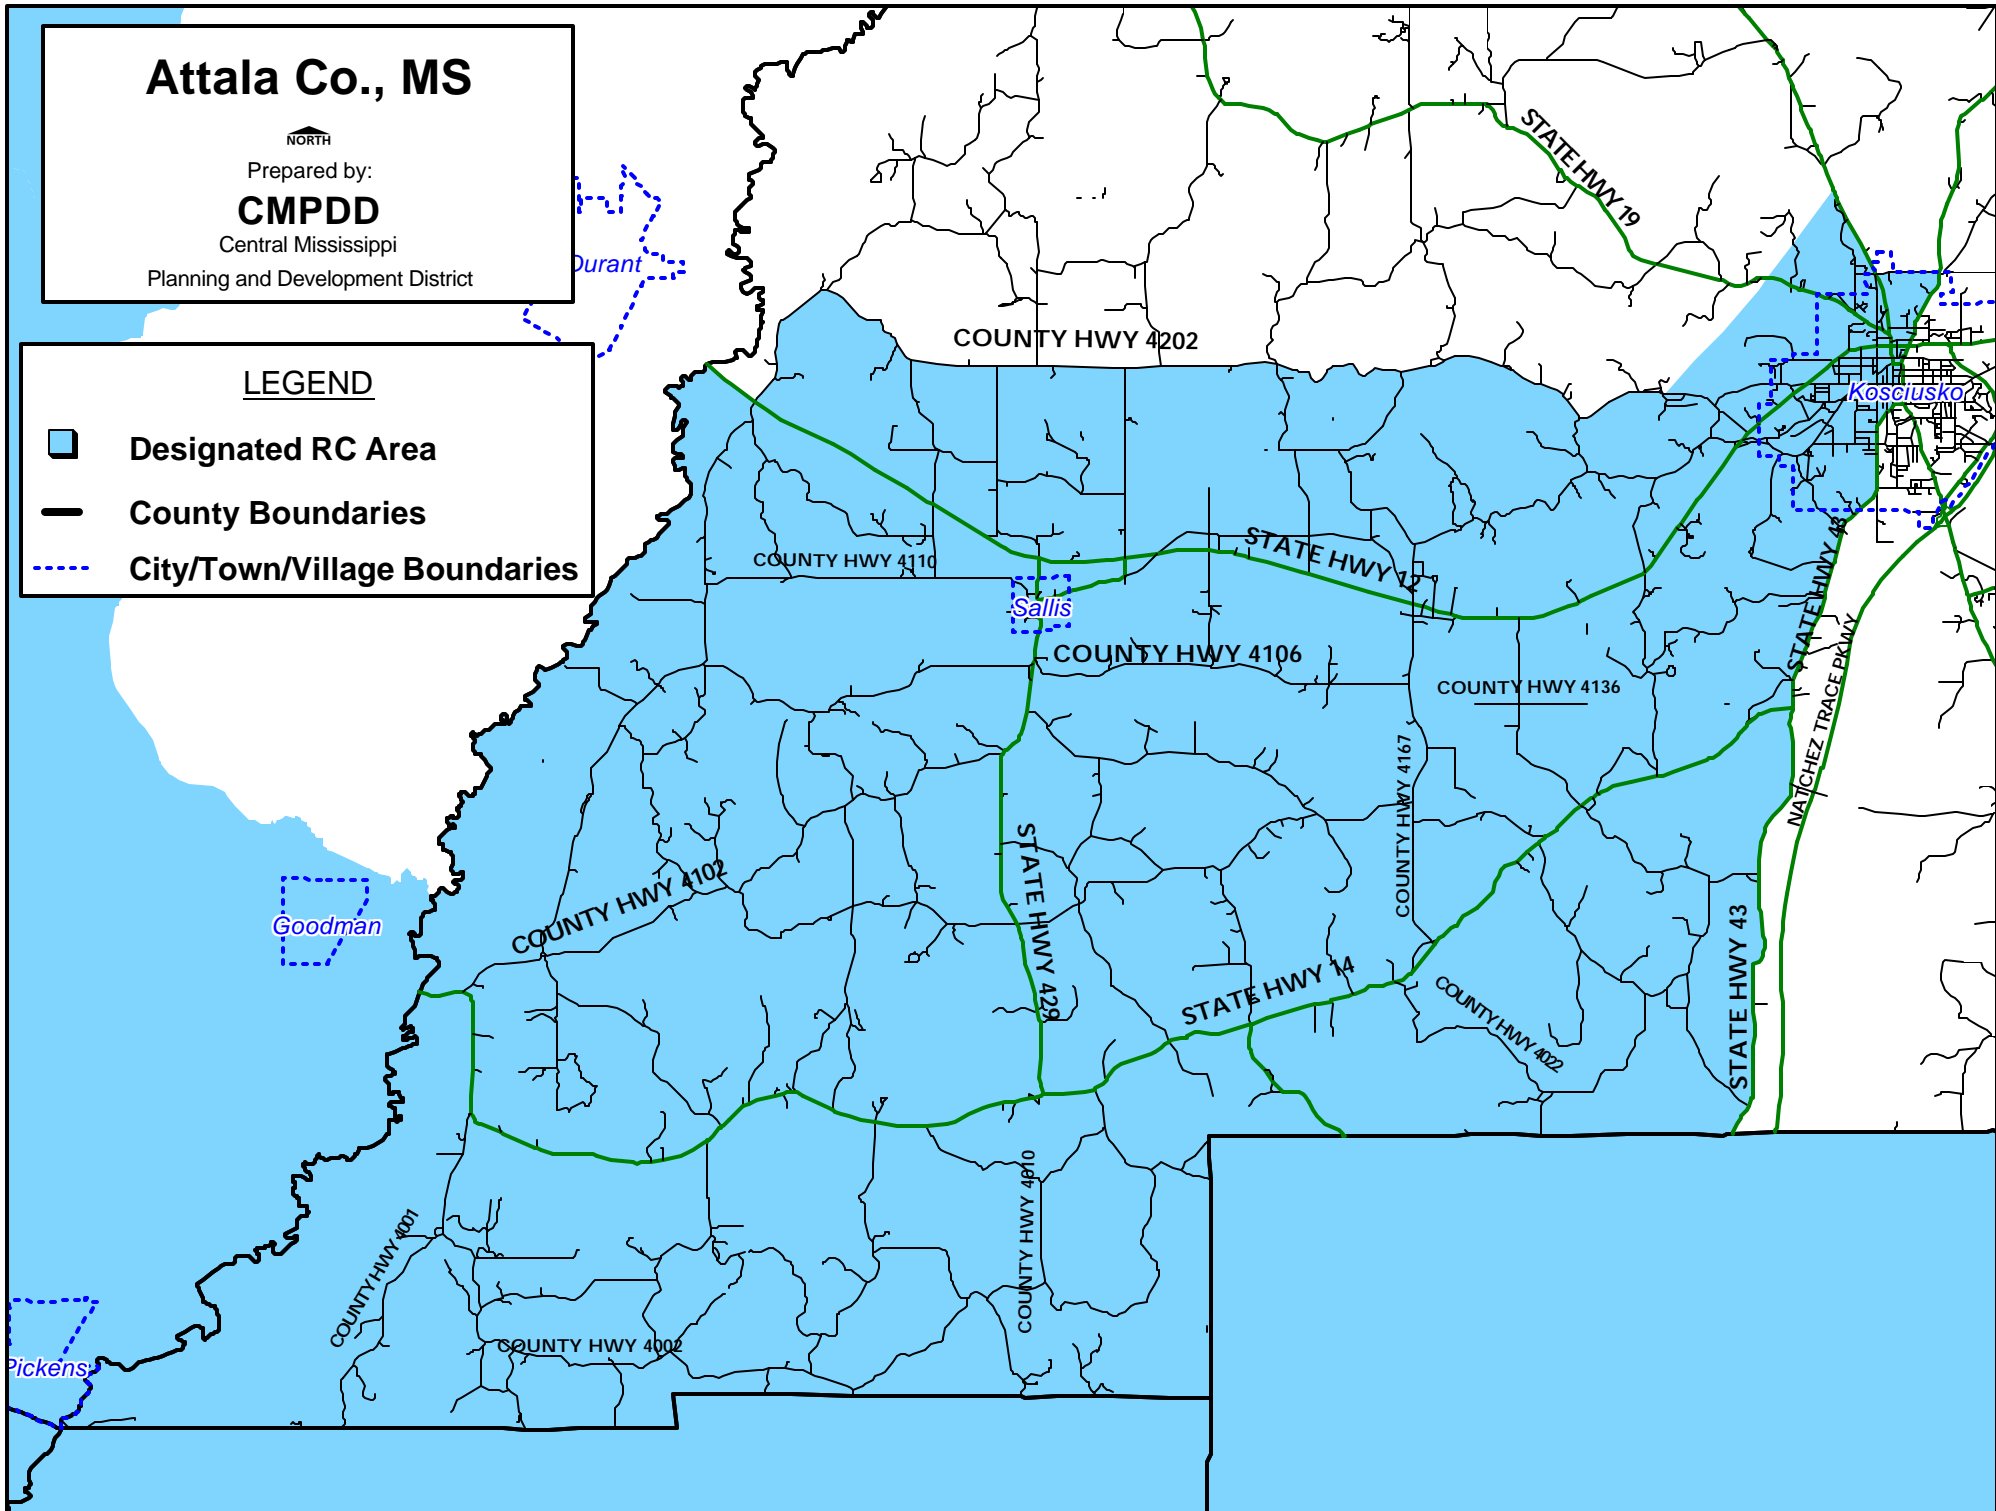 Attala Co., MS
NORTH
Prepared by:
CMPDD
Central Mississippi
Planning and Development District
LEGEND
Designated RC Area
County Boundaries
City/Town/Village Boundaries
Durant
STATE HWY 19
COUNTY HWY 4202
Kosciusko
STATE HWY 12
COUNTY HWY 4110
STATE HWY 43
Sallis
COUNTY HWY 4106
COUNTY HWY 4136
NATCHEZ TRACE PKWY
COUNTY HWY 4167
STATE HWY 429
COUNTY HWY 4102
Goodman
STATE HWY 14
COUNTY HWY 4022
STATE HWY 43
COUNTY HWY 4010
COUNTY HWY 4001
COUNTY HWY 4002
Pickens